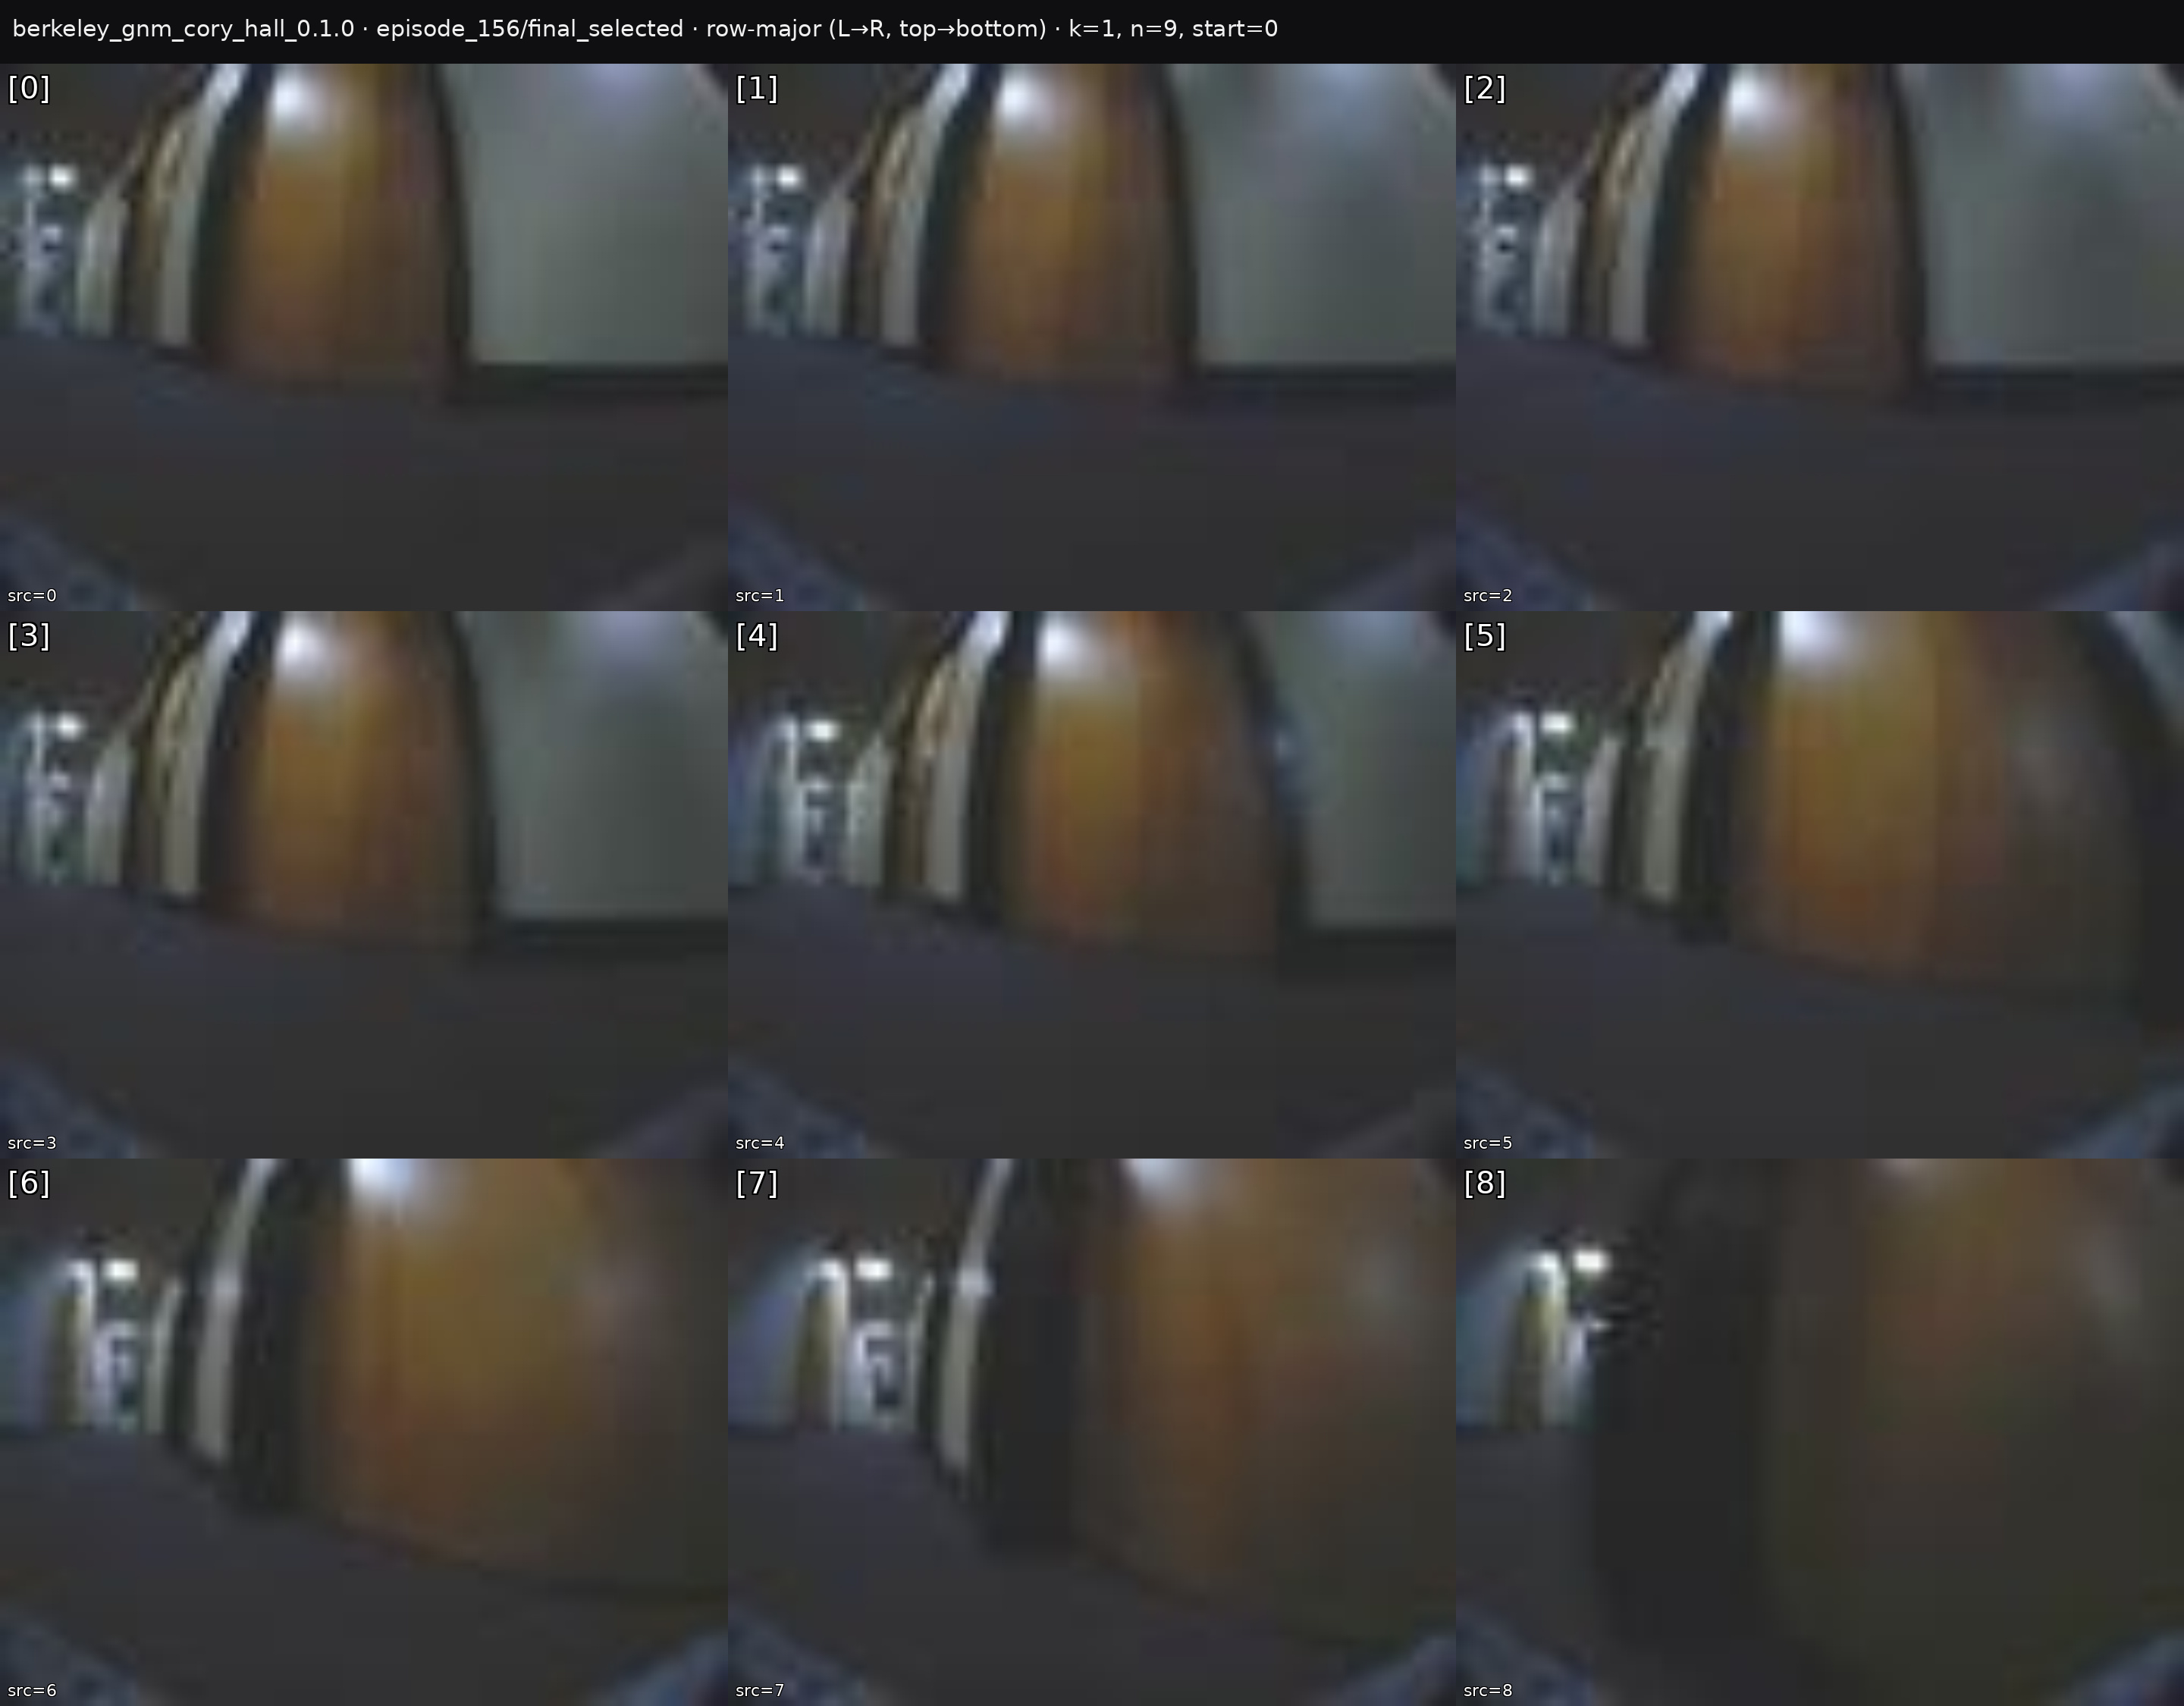 berkeley_gnm_cory_hall_0.1.0 · episode_156/final_selected · row-major (L→R, top→bottom) · k=1, n=9, start=0
[0]
[1]
[2]
src=0
src=1
src=2
[3]
[4]
[5]
src=3
src=4
src=5
[6]
[7]
[8]
src=6
src=7
src=8